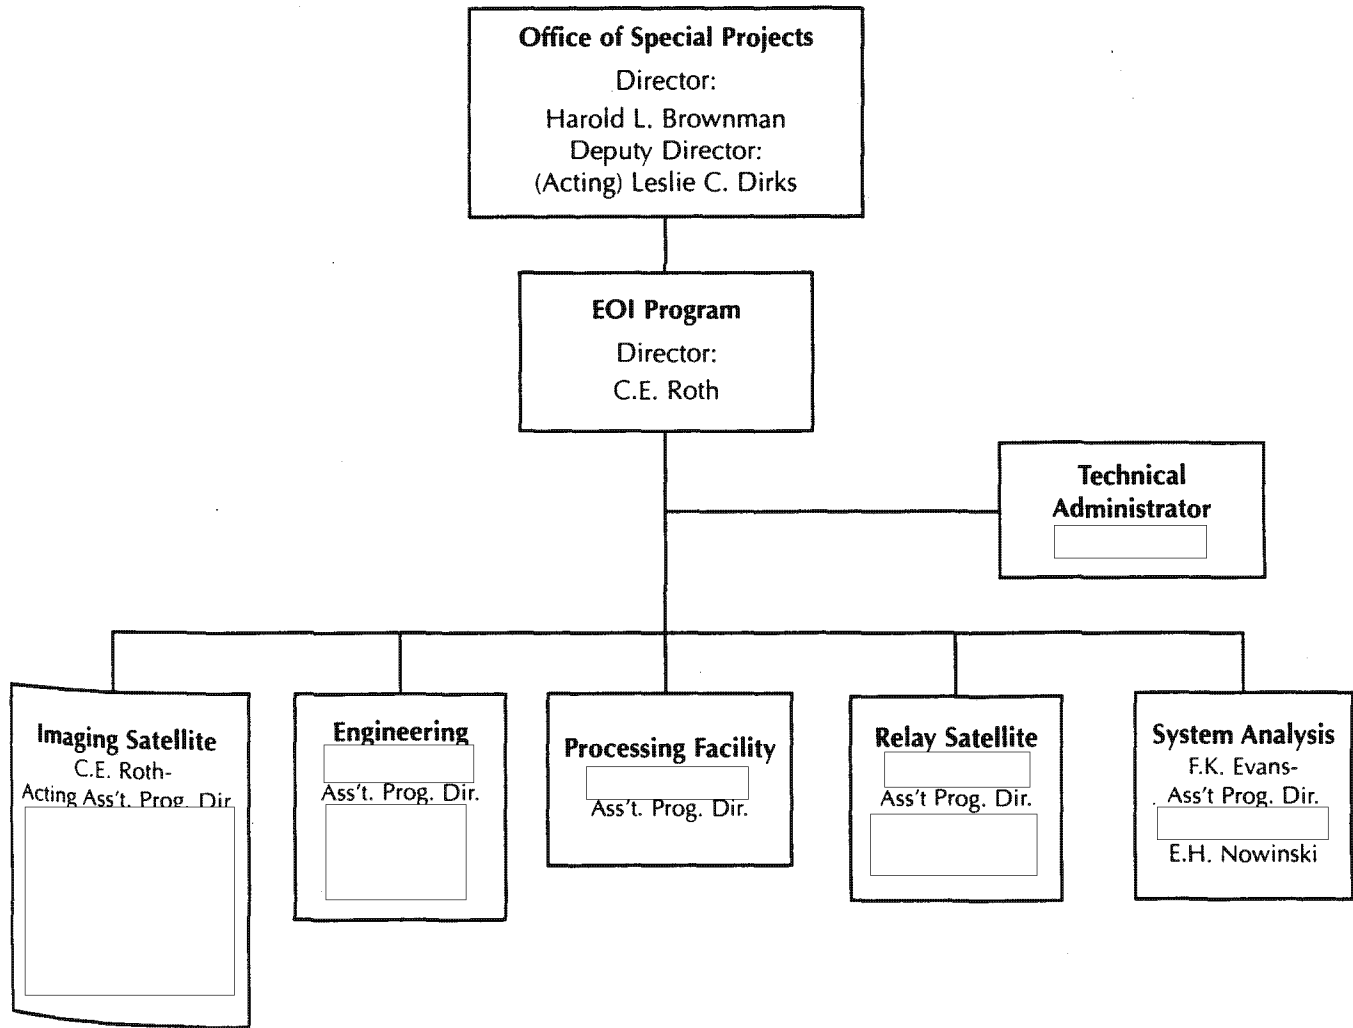 Office of Special Projects
Director:
Harold L. Brownman
Deputy Director:
(Acting) Leslie C. Dirks
EOI Program
Director:
C.E. Roth
Technical
Administrator
Imaging Satellite
C.E. Roth-
Acting Ass't. Prog. Dir
Engineering
Ass't. Prog. Dir.
Processing Facility
Ass't. Prog. Dir.
Relay Satellite
Ass't Prog. Dir.
System Analysis
F.K. Evans-
Ass't Prog. Dir.
E.H. Nowinski